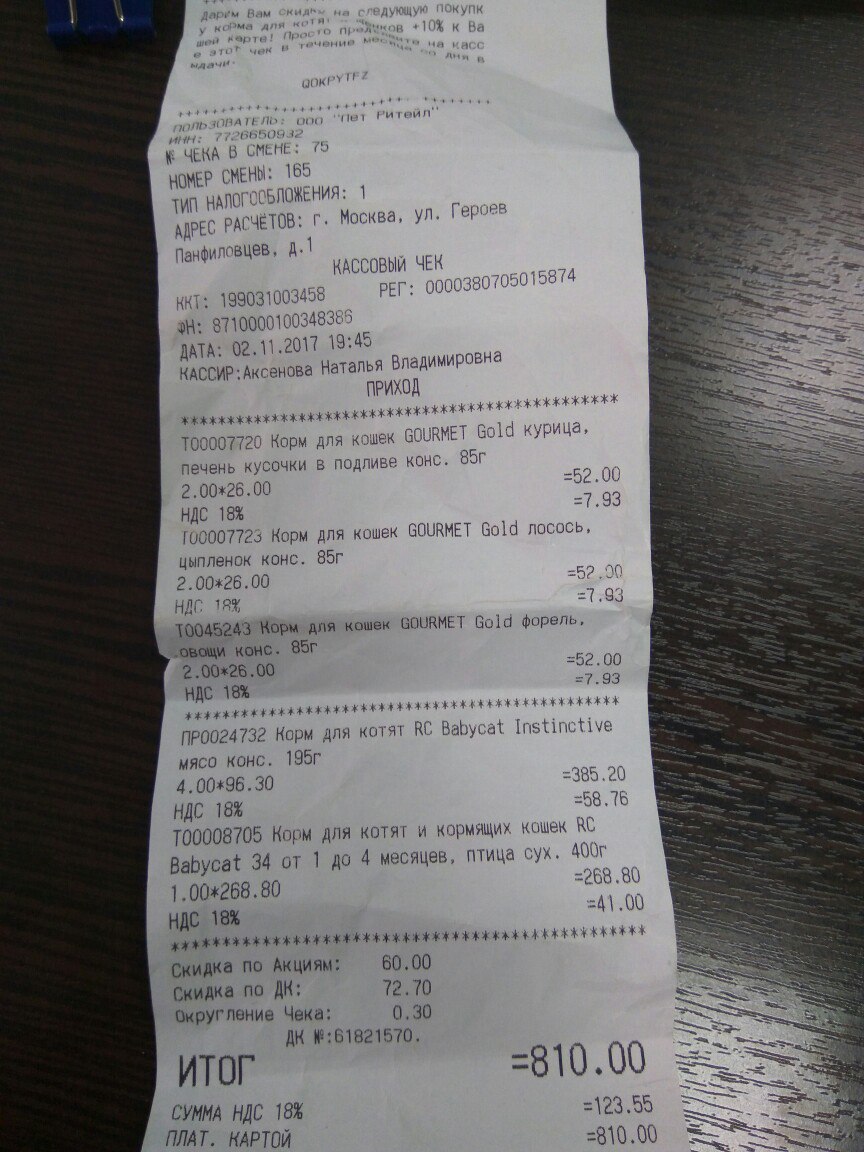 Дарим Вам скидку на следующую покупк
у корма для котят
шей карте! Просто на касс
е этот чек в течение месяца со дня в
ыдачи.
QOKPYTFZ
++++++++++++++++++++++++++++++++++++++++++
ПОЛЬЗОВАТЕЛЬ: ООО "Пет Ритейл"
ИНН: 7726650932
№ ЧЕКА В СМЕНЕ: 75
НОМЕР СМЕНЫ: 165
ТИП НАЛОГООБЛОЖЕНИЯ: 1
АДРЕС РАСЧЁТОВ: г. Москва, ул. Героев
Панфиловцев, д.1
КАССОВЫЙ ЧЕК
ККТ: 199031003458 РЕГ: 0000380705015874
ФН: 8710000100348386
ДАТА: 02.11.2017 19:45
КАССИР:Аксенова Наталья Владимировна
ПРИХОД
************************************************
Т00007720 Корм для кошек GOURMET Gold курица,
печень кусочки в подливе конс. 85г
2.00*26.00 =52.00
НДС 18% =7.93
Т00007723 Корм для кошек GOURMET Gold лосось,
цыпленок конс. 85г
2.00*26.00 =52.00
НДС 18% =7.93
Т0045243 Корм для кошек GOURMET Gold форель,
овощи конс. 85г
2.00*26.00 =52.00
НДС 18% =7.93
************************************************
ПР0024732 Корм для котят RC Babycat Instinctive
мясо конс. 195г
4.00*96.30 =385.20
НДС 18% =58.76
Т00008705 Корм для котят и кормящих кошек RC
Babycat 34 от 1 до 4 месяцев, птица сух. 400г
1.00*268.80 =268.80
НДС 18% =41.00
************************************************
Скидка по Акциям: 60.00
Скидка по ДК: 72.70
Округление Чека: 0.30
ДК №:61821570.
ИТОГ =810.00
СУММА НДС 18% =123.55
ПЛАТ. КАРТОЙ =810.00